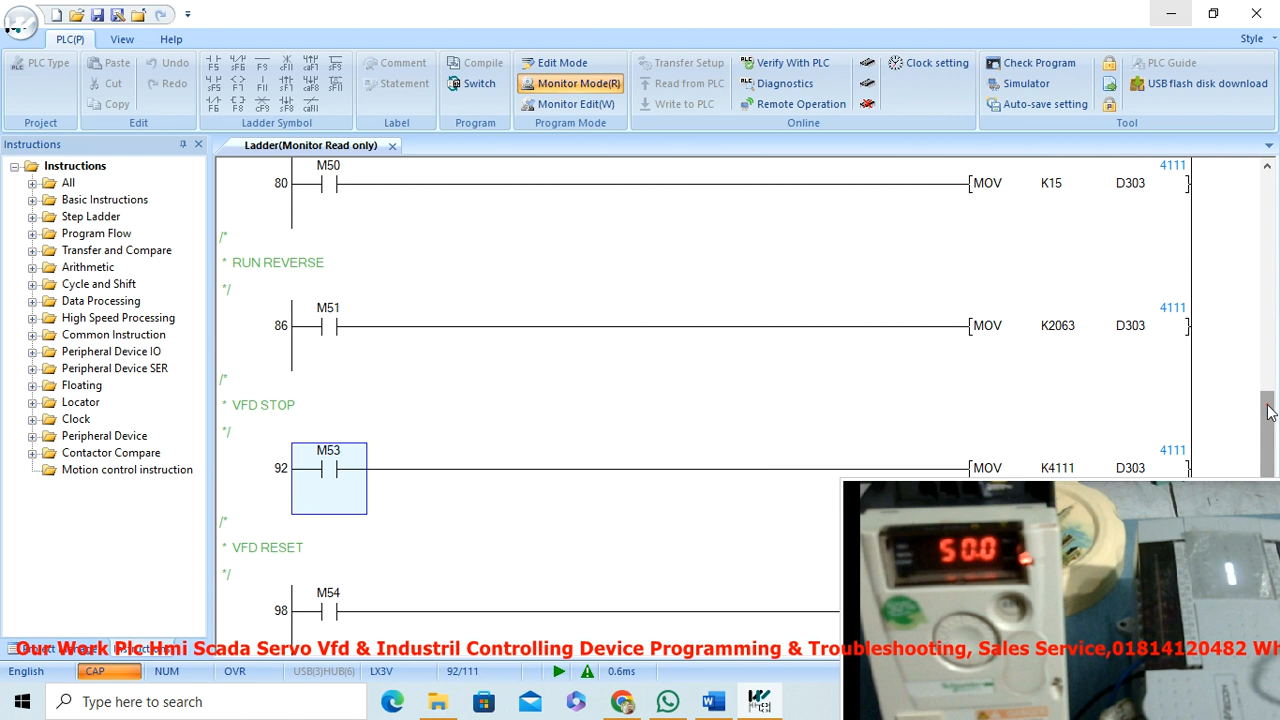 PLC(P) View Help Style
PLC Type Paste Undo Comment Compile Edit Mode Transfer Setup Verify With PLC Clock setting Check Program PLC Guide
Cut Redo Statement Switch Monitor Mode(R) Read from PLC Diagnostics Simulator USB flash disk download
Copy Monitor Edit(W) Write to PLC Remote Operation Auto-save setting
Project Edit Ladder Symbol Label Program Program Mode Online Tool
Instructions
Ladder(Monitor Read only)
Instructions
All
Basic Instructions
Step Ladder
Program Flow
Transfer and Compare
Arithmetic
Cycle and Shift
Data Processing
High Speed Processing
Common Instruction
Peripheral Device IO
Peripheral Device SER
Floating
Locator
Clock
Peripheral Device
Contactor Compare
Motion control instruction
M50 4111
80 [MOV K15 D303 ]
/*
* RUN REVERSE
*/
M51 4111
86 [MOV K2063 D303 ]
/*
* VFD STOP
*/
M53 4111
92 [MOV K4111 D303 ]
/*
* VFD RESET
*/
M54
98
50.0
Schneider
Our Work Plc Hmi Scada Servo Vfd & Industril Controlling Device Programming & Troubleshooting, Sales Service,01814120482 Wh
English CAP NUM OVR USB(3)HUB(6) LX3V 92/111 0.6ms
Type here to search